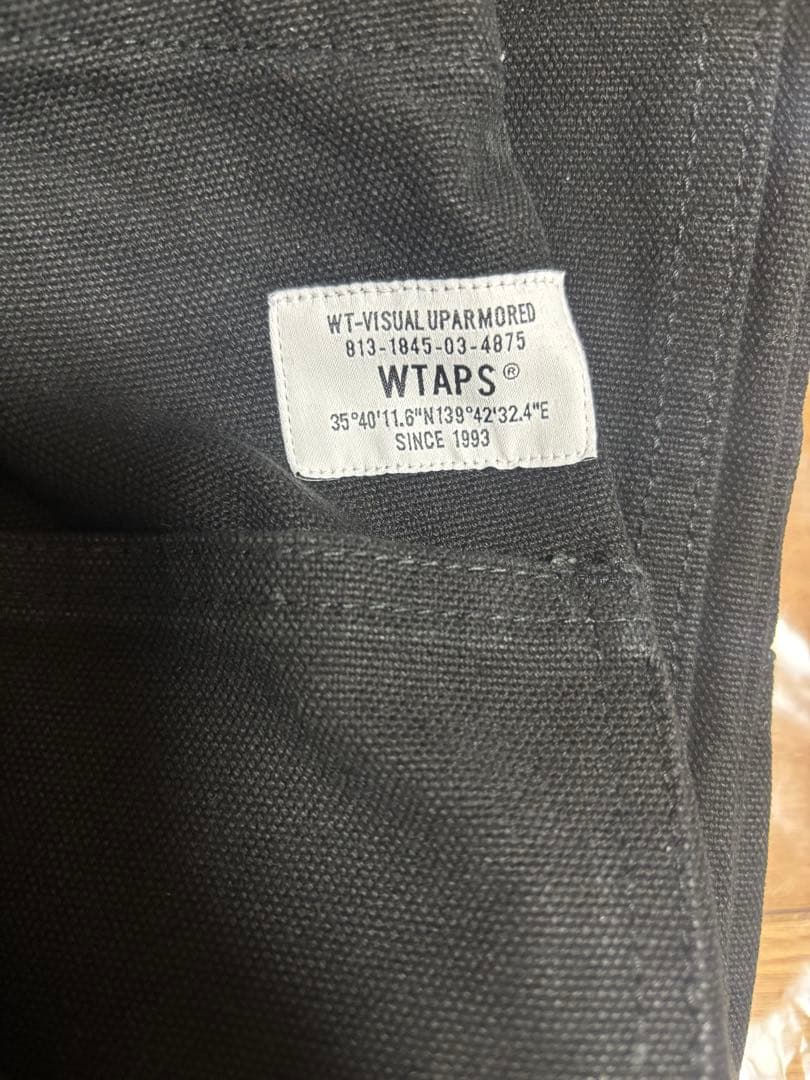 WT-VISUAL UPARMORED
813-1845-03-4875
WTAPS®
35°40'11.6"N139°42'32.4"E
SINCE 1993